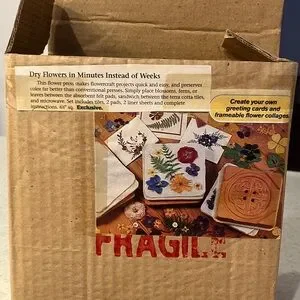 Dry Flowers in Minutes Instead of Weeks
This flower press makes flowercraft projects quick and easy, and preserves
color far better than conventional presses. Simply place blossoms, ferns, or
leaves between the absorbent felt pads, sandwich between the terra cotta tiles,
and microwave. Set includes tiles, 2 pads, 2 liner sheets and complete
instructions. sq. Exclusive.
Create your own
greeting cards and
frameable flower collages.
FRAGILE